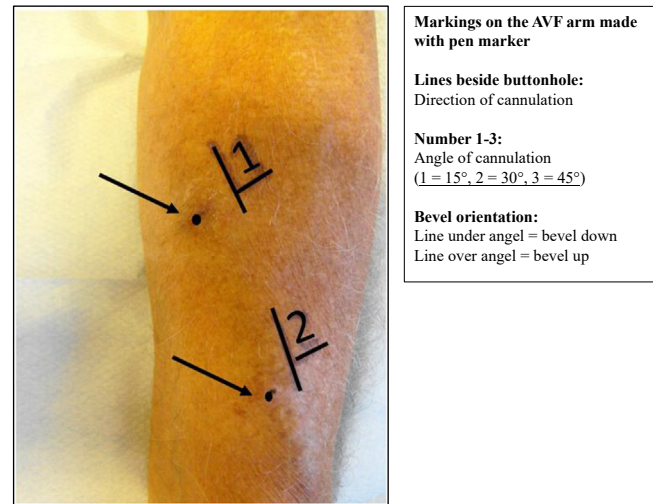 1
2
Markings on the AVF arm made
with pen marker
Lines beside buttonhole:
Direction of cannulation
Number 1-3:
Angle of cannulation
(1 = 15°, 2 = 30°, 3 = 45°)
Bevel orientation:
Line under angel = bevel down
Line over angel = bevel up